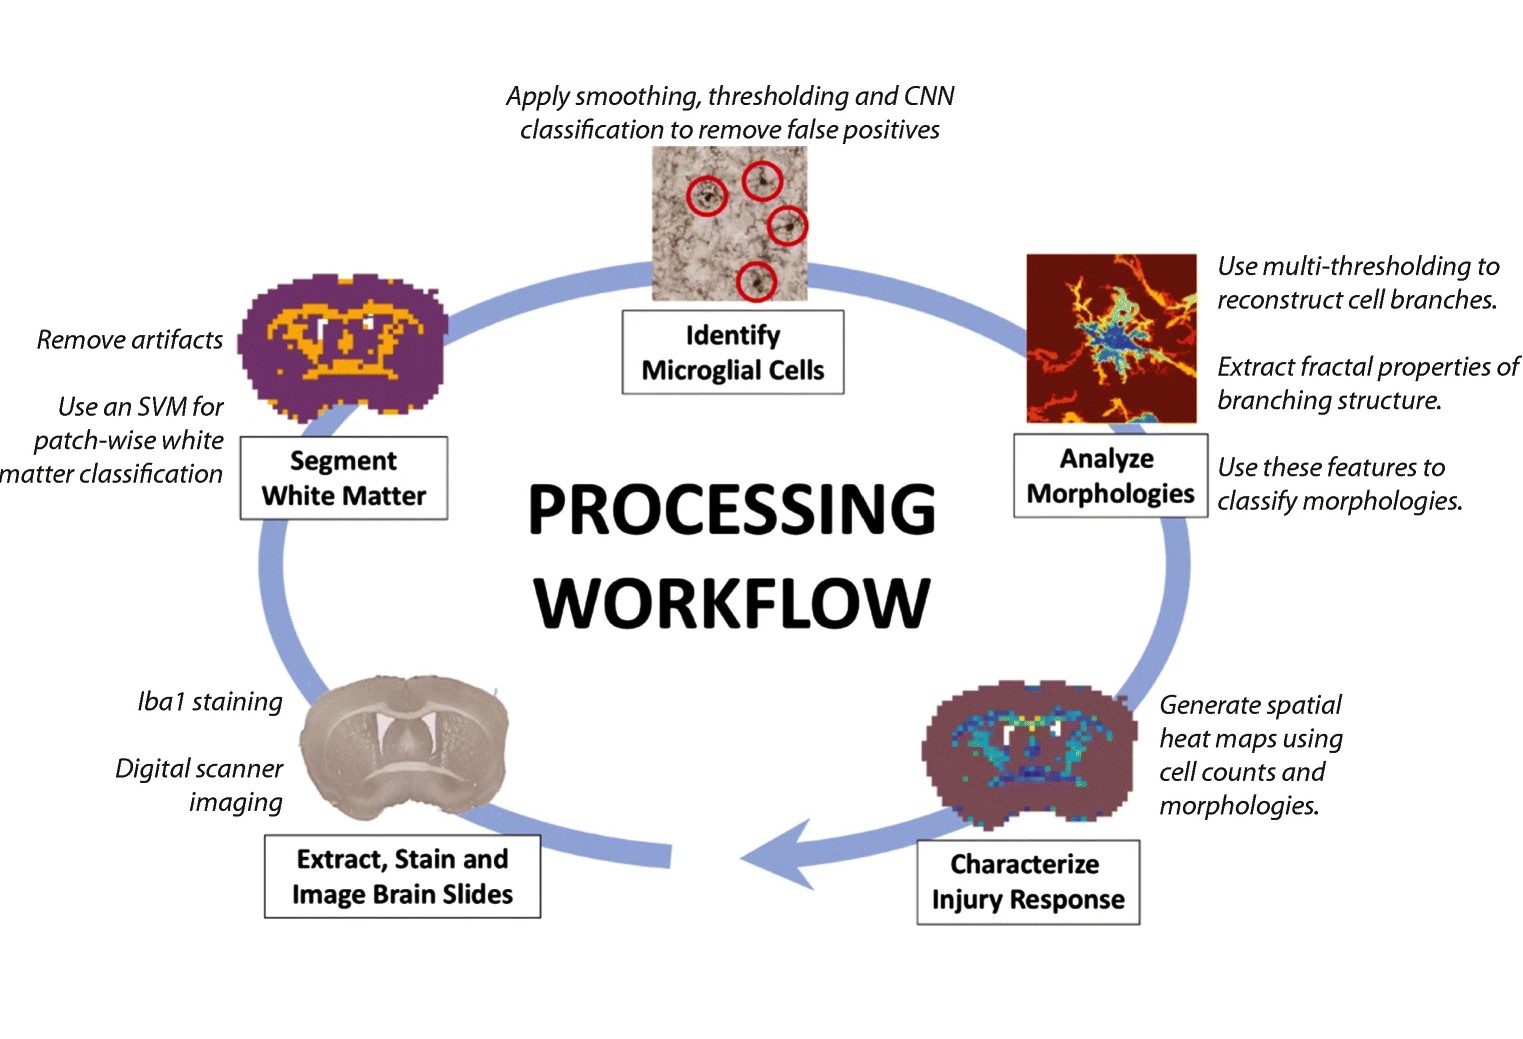 Apply smoothing, thresholding and CNN
classification to remove false positives
Identify
Microglial Cells
Remove artifacts
Use an SVM for
patch-wise white
matter classification
Segment
White Matter
Use multi-thresholding to
reconstruct cell branches.
Extract fractal properties of
branching structure.
Use these features to
classify morphologies.
Analyze
Morphologies
PROCESSING
WORKFLOW
Iba1 staining
Digital scanner
imaging
Extract, Stain and
Image Brain Slides
Generate spatial
heat maps using
cell counts and
morphologies.
Characterize
Injury Response